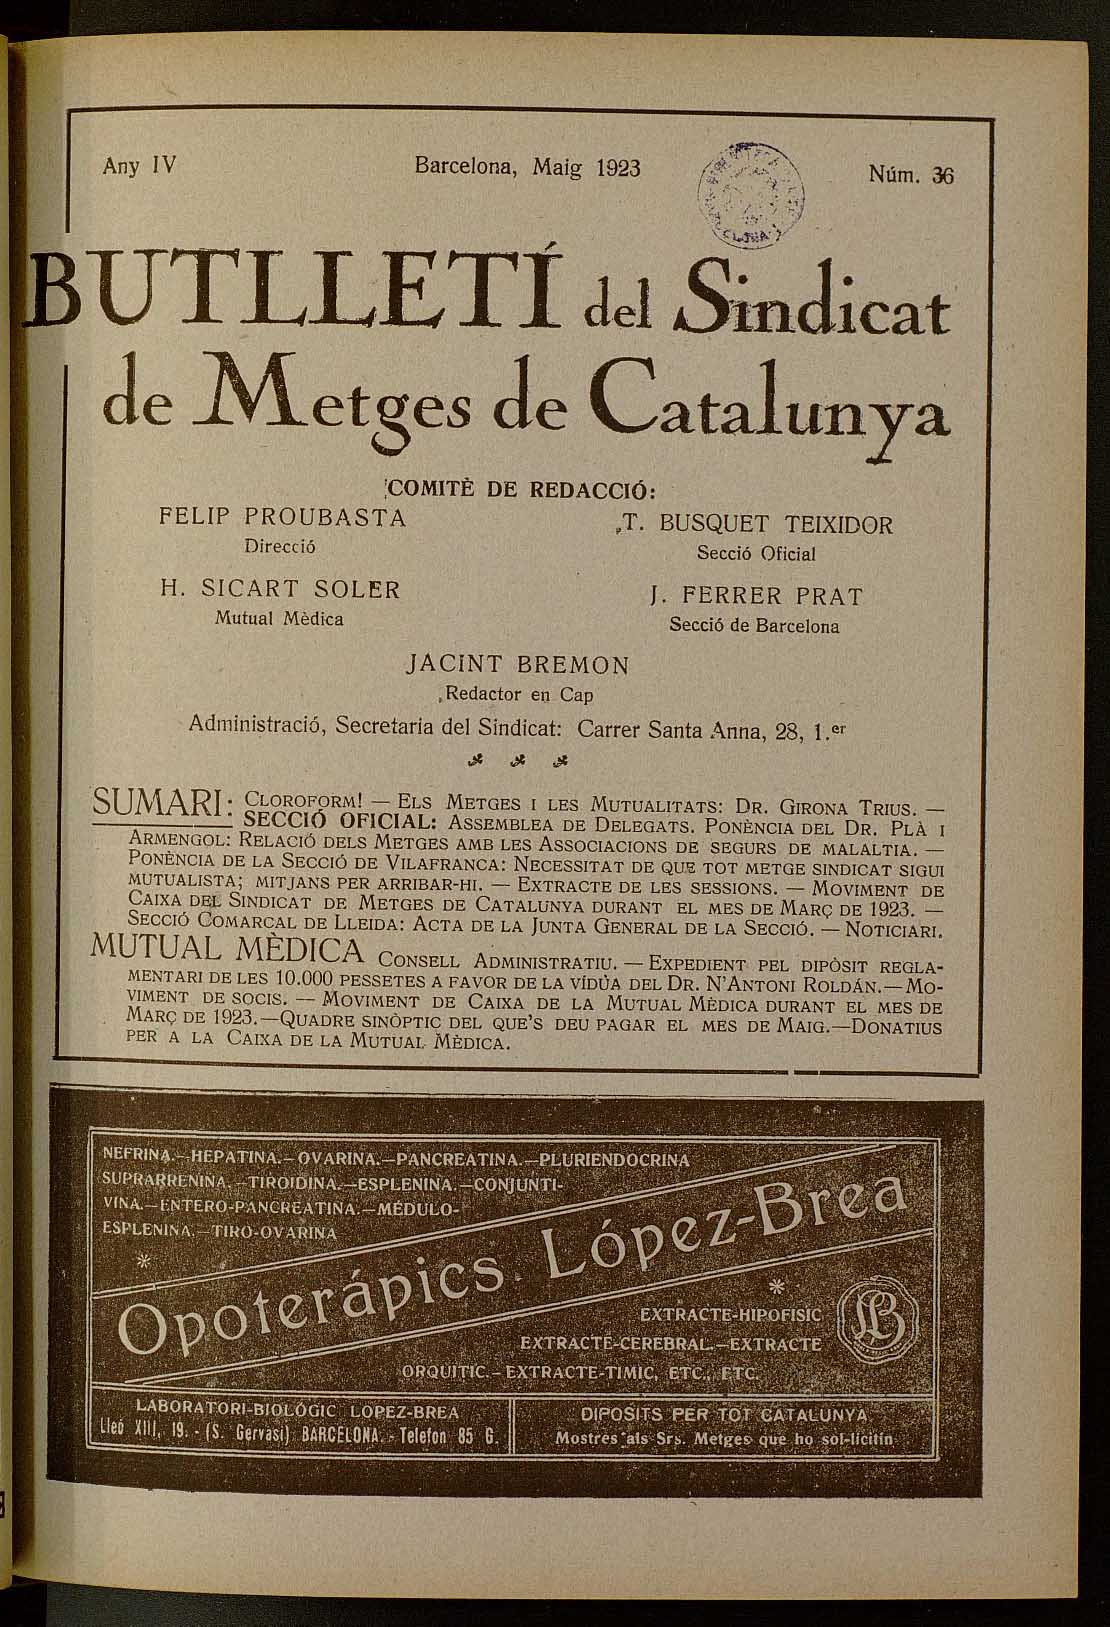 Any IV
Barcelona, Maig 1923
Núm. 36
BUTLLETÍ del Sindicat
de Metges de Catalunya
COMITÈ DE REDACCIÓ:
FELIP PROUBASTA
Direcció
T. BUSQUET TEIXIDOR
Secció Oficial
H. SICART SOLER
Mutual Mèdica
J. FERRER PRAT
Secció de Barcelona
JACINT BREMON
Redactor en Cap
Administració, Secretaria del Sindicat: Carrer Santa Anna, 28, 1.er
SUMARI: CLOROFORM! — ELS METGES I LES MUTUALITATS: DR. GIRONA TRIUS. —
SECCIÓ OFICIAL: ASSEMBLEA DE DELEGATS. PONÈNCIA DEL DR. PLÀ I
ARMENGOL: RELACIÓ DELS METGES AMB LES ASSOCIACIONS DE SEGURS DE MALALTIA. —
PONÈNCIA DE LA SECCIÓ DE VILAFRANCA: NECESSITAT DE QUE TOT METGE SINDICAT SIGUI
MUTUALISTA; MITJANS PER ARRIBAR-HI. — EXTRACTE DE LES SESSIONS. — MOVIMENT DE
CAIXA DEL SINDICAT DE METGES DE CATALUNYA DURANT EL MES DE MARÇ DE 1923. —
SECCIÓ COMARCAL DE LLEIDA: ACTA DE LA JUNTA GENERAL DE LA SECCIÓ. — NOTICIARI.
MUTUAL MÈDICA CONSELL ADMINISTRATIU. — EXPEDIENT PEL DIPÒSIT REGLA-
MENTARI DE LES 10.000 PESSETES A FAVOR DE LA VÍDUA DEL DR. N'ANTONI ROLDÁN.—MO-
VIMENT DE SOCIS. — MOVIMENT DE CAIXA DE LA MUTUAL MÈDICA DURANT EL MES DE
MARÇ DE 1923.—QUADRE SINÒPTIC DEL QUE'S DEU PAGAR EL MES DE MAIG.—DONATIUS
PER A LA CAIXA DE LA MUTUAL MÈDICA.
NEFRINA.—HEPATINA.—OVARINA.—PANCREATINA.—PLURIENDOCRINA
SUPRARRENINA.—TIROIDINA.—ESPLENINA.—CONJUNTI-
VINA.—ENTERO-PANCREATINA.—MÉDULO-
ESPLENINA.—TIRO-OVARINA
Opoterápics López-Brea
EXTRACTE-HIPOFISIC
EXTRACTE-CEREBRAL.—EXTRACTE
ORQUITIC.—EXTRACTE-TIMIC, ETC., ETC.
LB
LABORATORI-BIOLÓGIC LOPEZ-BREA
Lleó XIII, 19. - (S. Gervasi) BARCELONA. - Telefon 85 G.
DIPOSITS PER TOT CATALUNYA
Mostres als Srs. Metges que ho sol-licitin